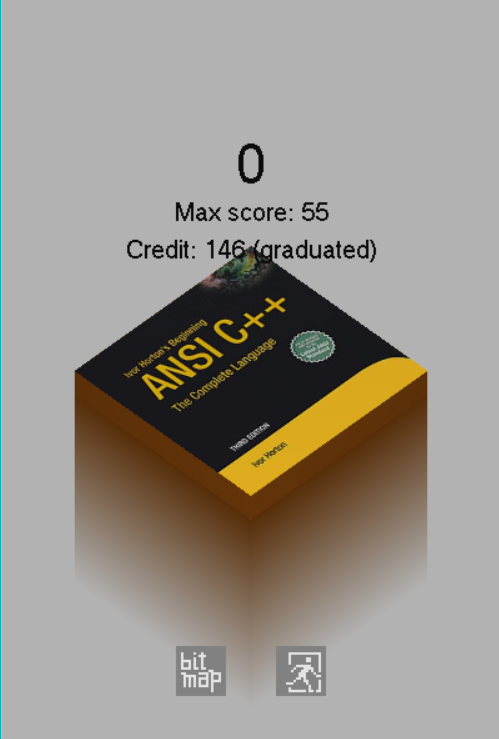 0
Max score: 55
Credit: 146 (graduated)
Ivor Horton's Beginning
ANSI C++
The Complete Language
THIRD EDITION
Ivor Horton
bit
map